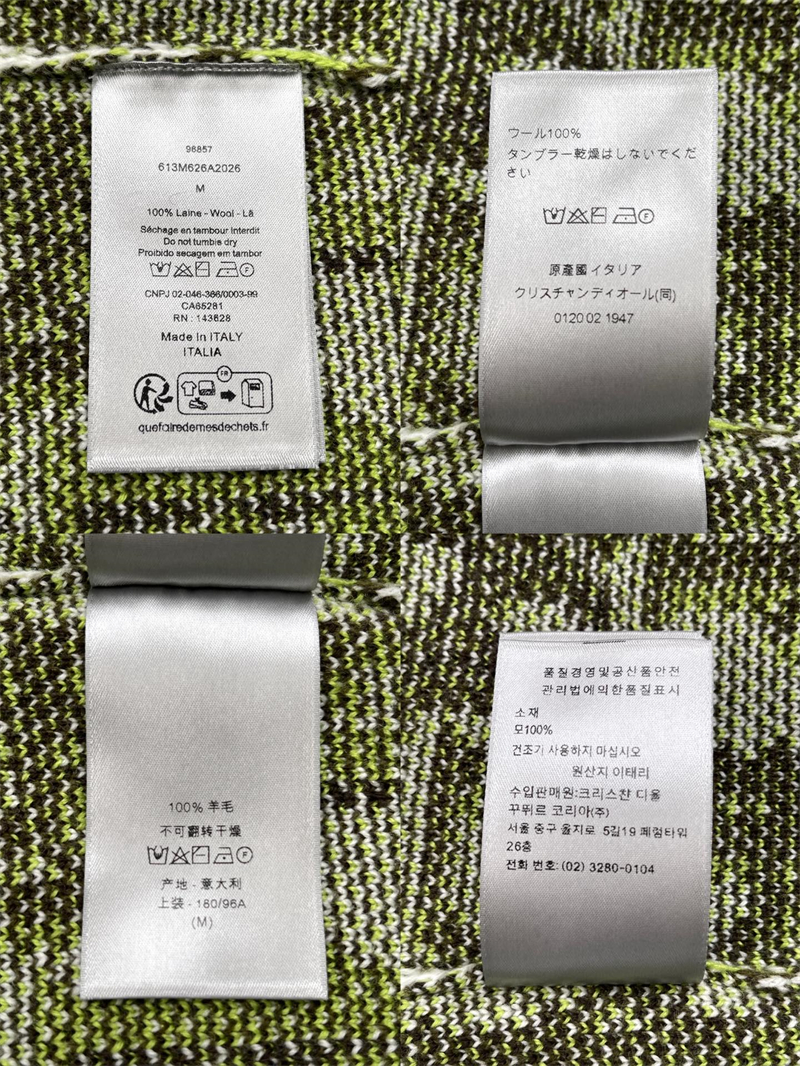 96857
613M626A2026
M
100% Laine - Wool - Lã
Séchage en tambour interdit
Do not tumble dry
Proibido secagem em tambor
F
CNPJ 02-046-366/0003-99
CA65281
RN : 143628
Made in ITALY
ITALIA
FR
quefairedemesdechets.fr
ウール100%
タンブラー乾燥はしないでくだ
さい
F
原產國 イタリア
クリスチャンディオール(同)
0120 02 1947
100% 羊毛
不可翻转干燥
F
产地 - 意大利
上装 - 180/96A
(M)
품질경영및공산품안전
관리법에의한품질표시
소재
모100%
건조기 사용하지 마십시오
원산지 이태리
수입판매원:크리스챤 디올
꾸뛰르 코리아(주)
서울 중구 을지로 5길19 페럼타워
26층
전화 번호: (02) 3280-0104